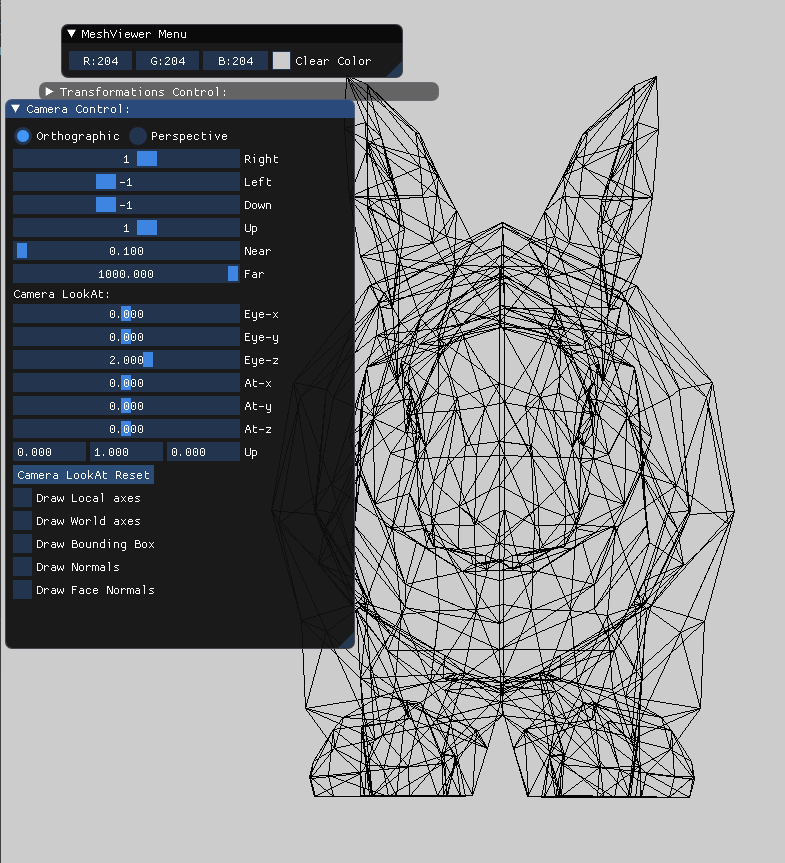 MeshViewer Menu
R:204 G:204 B:204 Clear Color
Transformations Control:
Camera Control:
Orthographic Perspective
1 Right
-1 Left
-1 Down
1 Up
0.100 Near
1000.000 Far
Camera LookAt:
0.000 Eye-x
0.000 Eye-y
2.000 Eye-z
0.000 At-x
0.000 At-y
0.000 At-z
0.000 1.000 0.000 Up
Camera LookAt Reset
Draw Local axes
Draw World axes
Draw Bounding Box
Draw Normals
Draw Face Normals